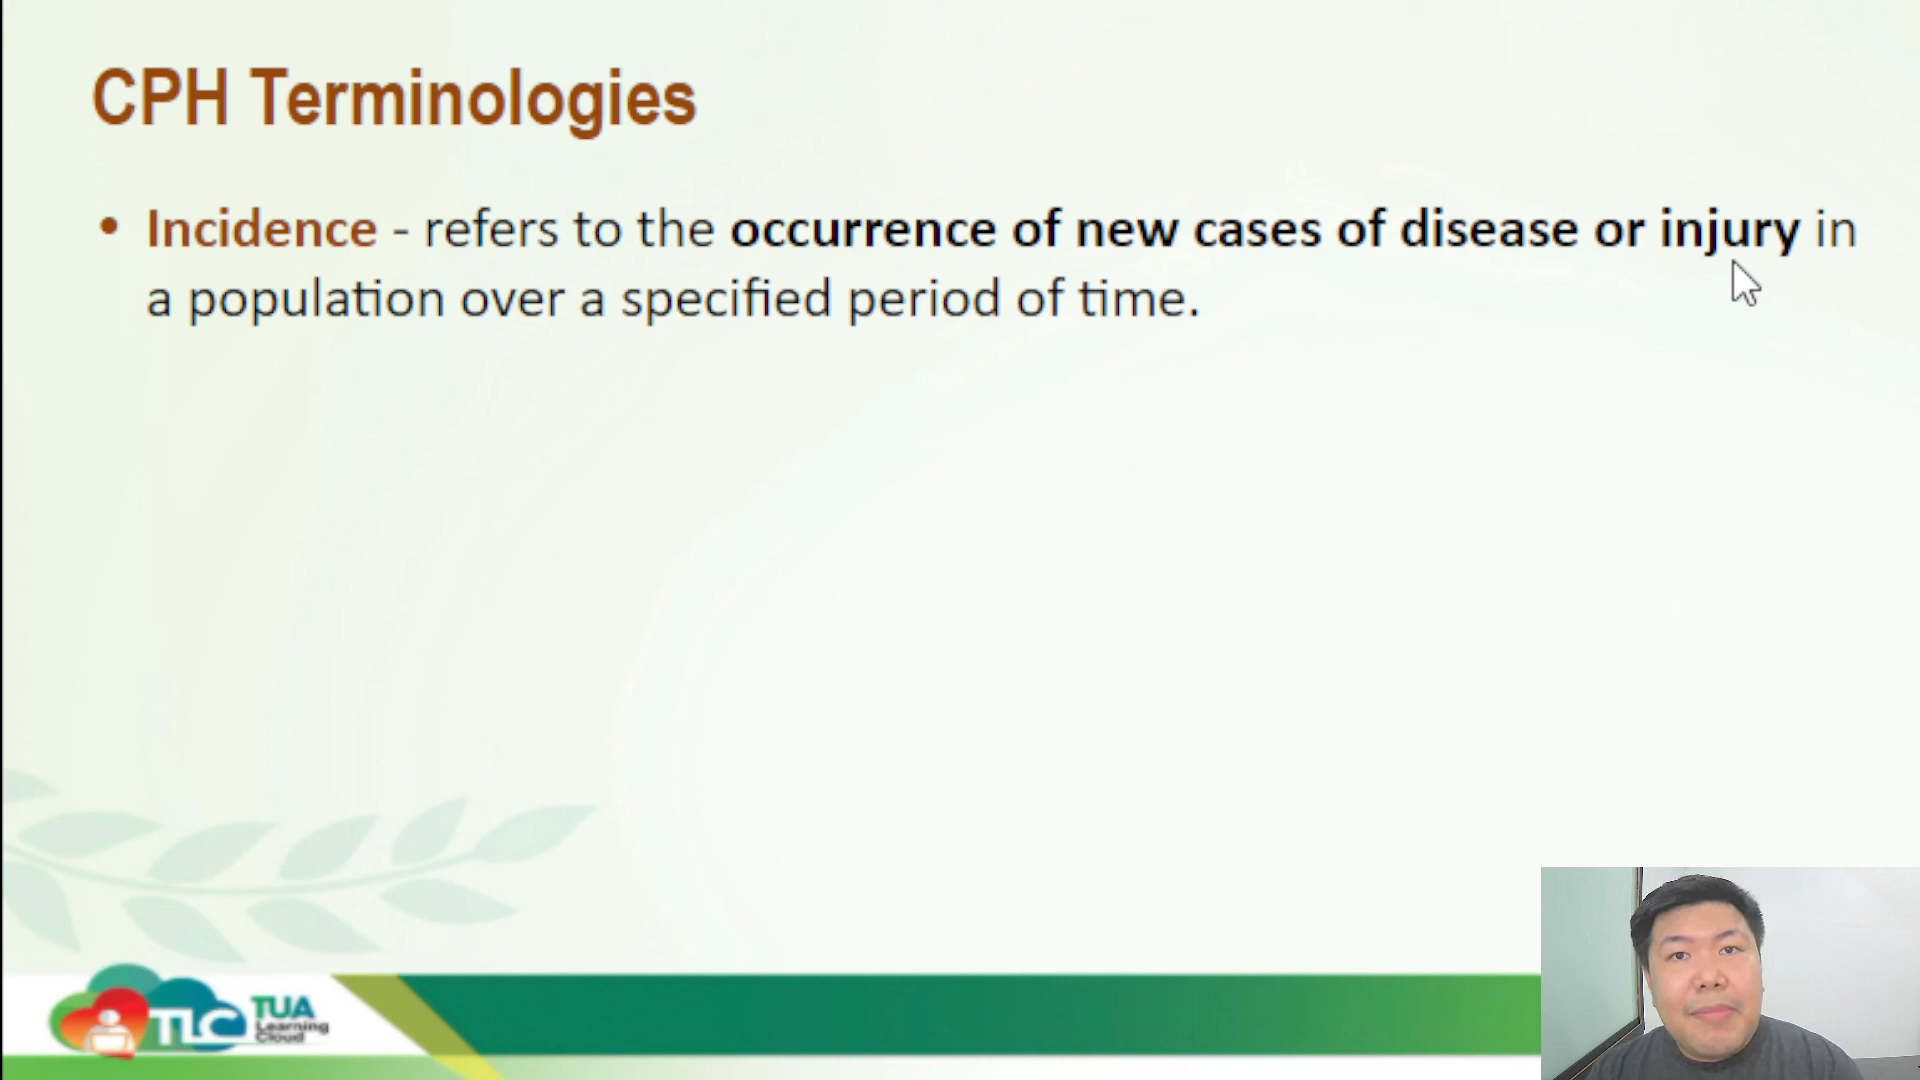 CPH Terminologies
• Incidence - refers to the occurrence of new cases of disease or injury in
a population over a specified period of time.
TLC
TUA
Learning
Cloud